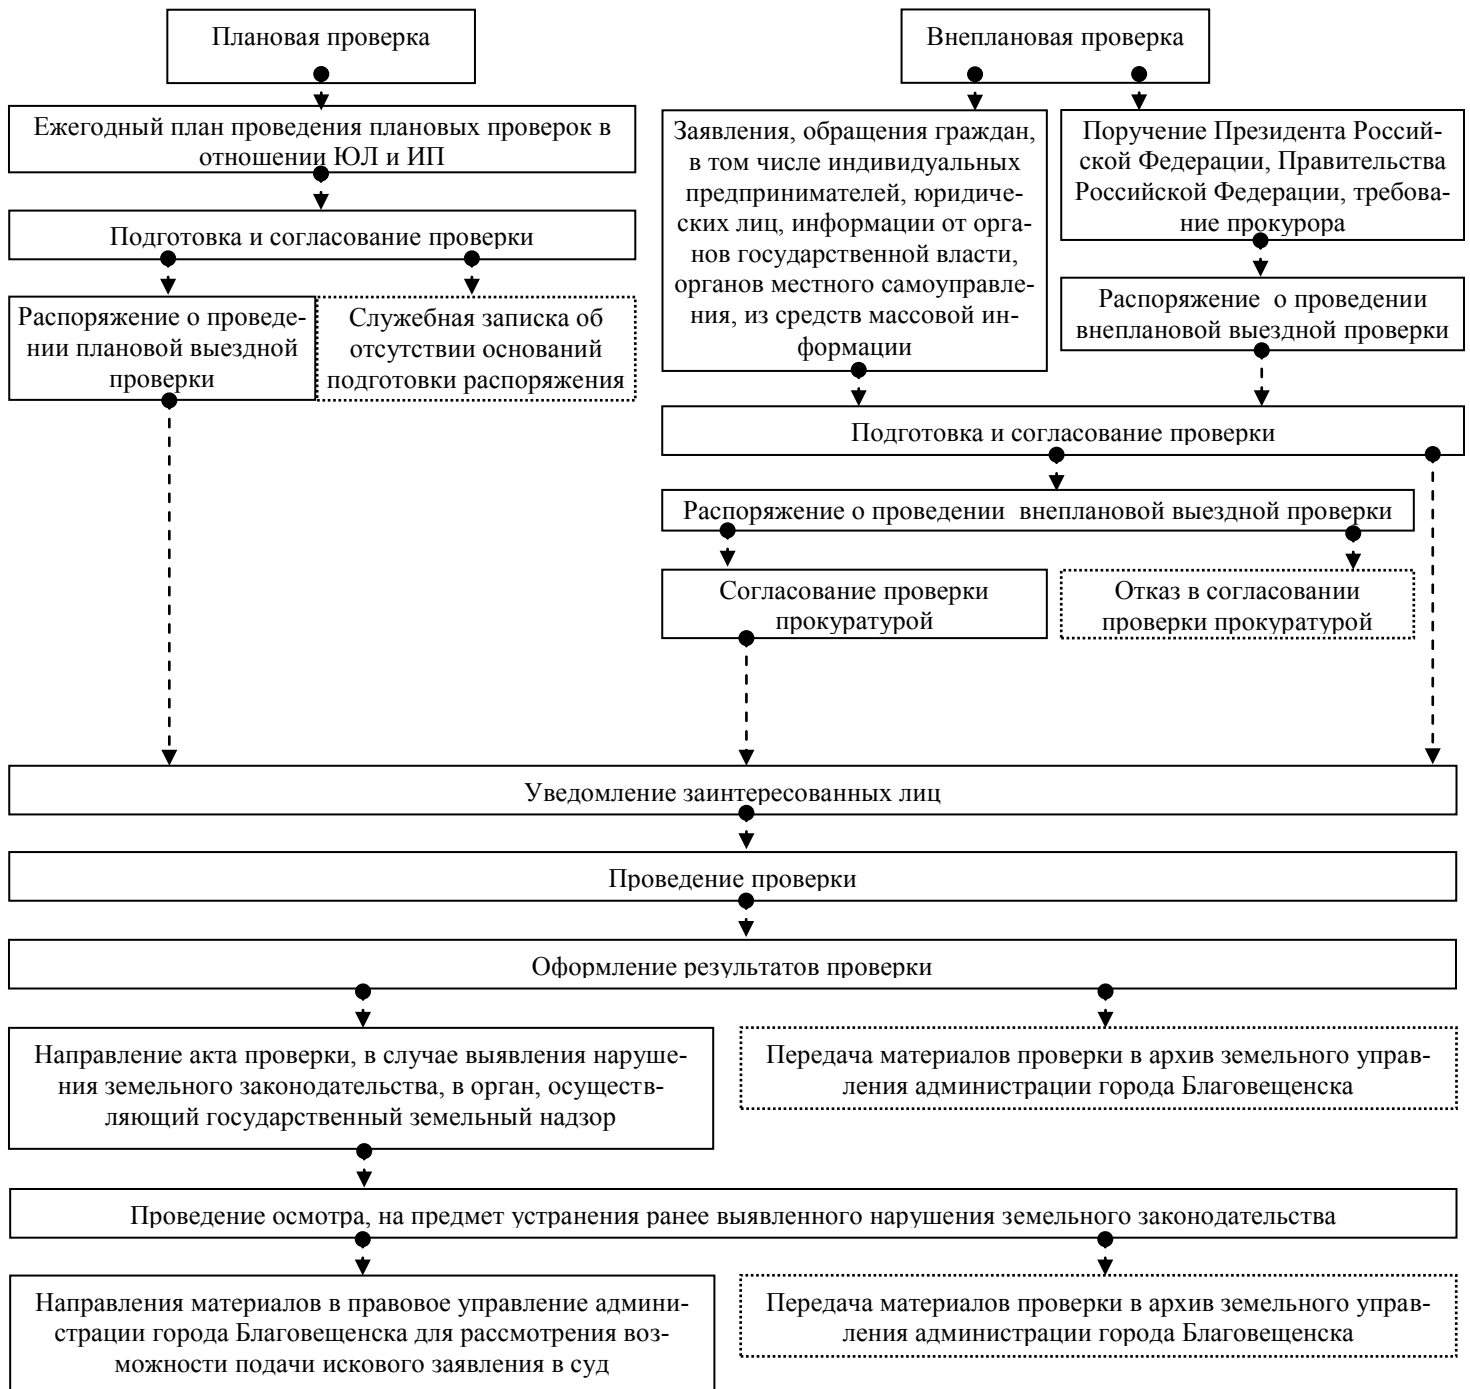 Плановая проверка
Внеплановая проверка
Ежегодный план проведения плановых проверок в
отношении ЮЛ и ИП
Заявления, обращения граждан,
в том числе индивидуальных
предпринимателей, юридиче-
ских лиц, информации от орга-
нов государственной власти,
органов местного самоуправле-
ния, из средств массовой ин-
формации
Поручение Президента Россий-
ской Федерации, Правительства
Российской Федерации, требова-
ние прокурора
Подготовка и согласование проверки
Распоряжение о проведе-
нии плановой выездной
проверки
Служебная записка об
отсутствии оснований
подготовки распоряжения
Распоряжение о проведении
внеплановой выездной проверки
Подготовка и согласование проверки
Распоряжение о проведении внеплановой выездной проверки
Согласование проверки
прокуратурой
Отказ в согласовании
проверки прокуратурой
Уведомление заинтересованных лиц
Проведение проверки
Оформление результатов проверки
Направление акта проверки, в случае выявления наруше-
ния земельного законодательства, в орган, осуществ-
ляющий государственный земельный надзор
Передача материалов проверки в архив земельного управ-
ления администрации города Благовещенска
Проведение осмотра, на предмет устранения ранее выявленного нарушения земельного законодательства
Направления материалов в правовое управление админи-
страции города Благовещенска для рассмотрения воз-
можности подачи искового заявления в суд
Передача материалов проверки в архив земельного управ-
ления администрации города Благовещенска